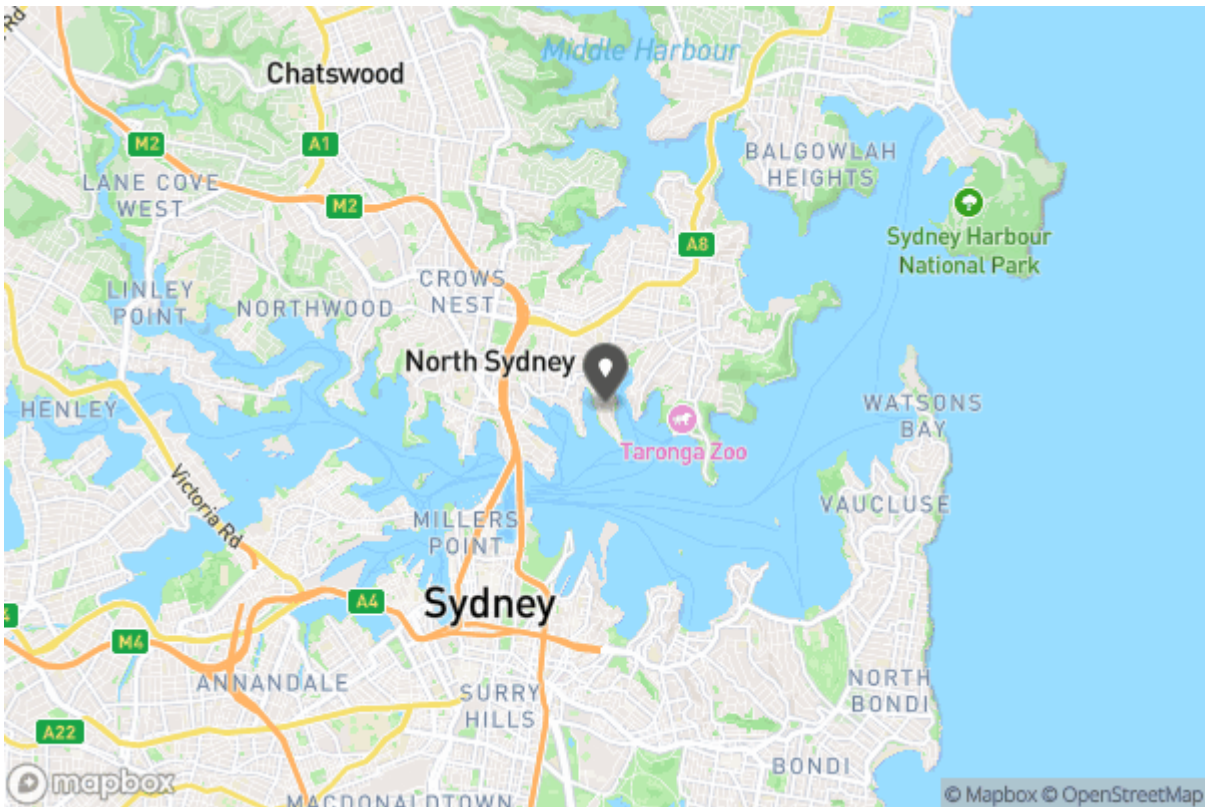 Rd
Middle Harbour
Chatswood
M2
A1
BALGOWLAH
HEIGHTS
LANE COVE
WEST
M2
Sydney Harbour
National Park
A8
CROWS
NEST
LINLEY
POINT
NORTHWOOD
North Sydney
HENLEY
WATSONS
BAY
Taronga Zoo
Victoria Rd
VAUCLUSE
MILLERS
POINT
A4
Sydney
4
M4
ANNANDALE
SURRY
HILLS
NORTH
BONDI
A22
BONDI
mapbox
MACDONALDTOWN
© Mapbox © OpenStreetMap